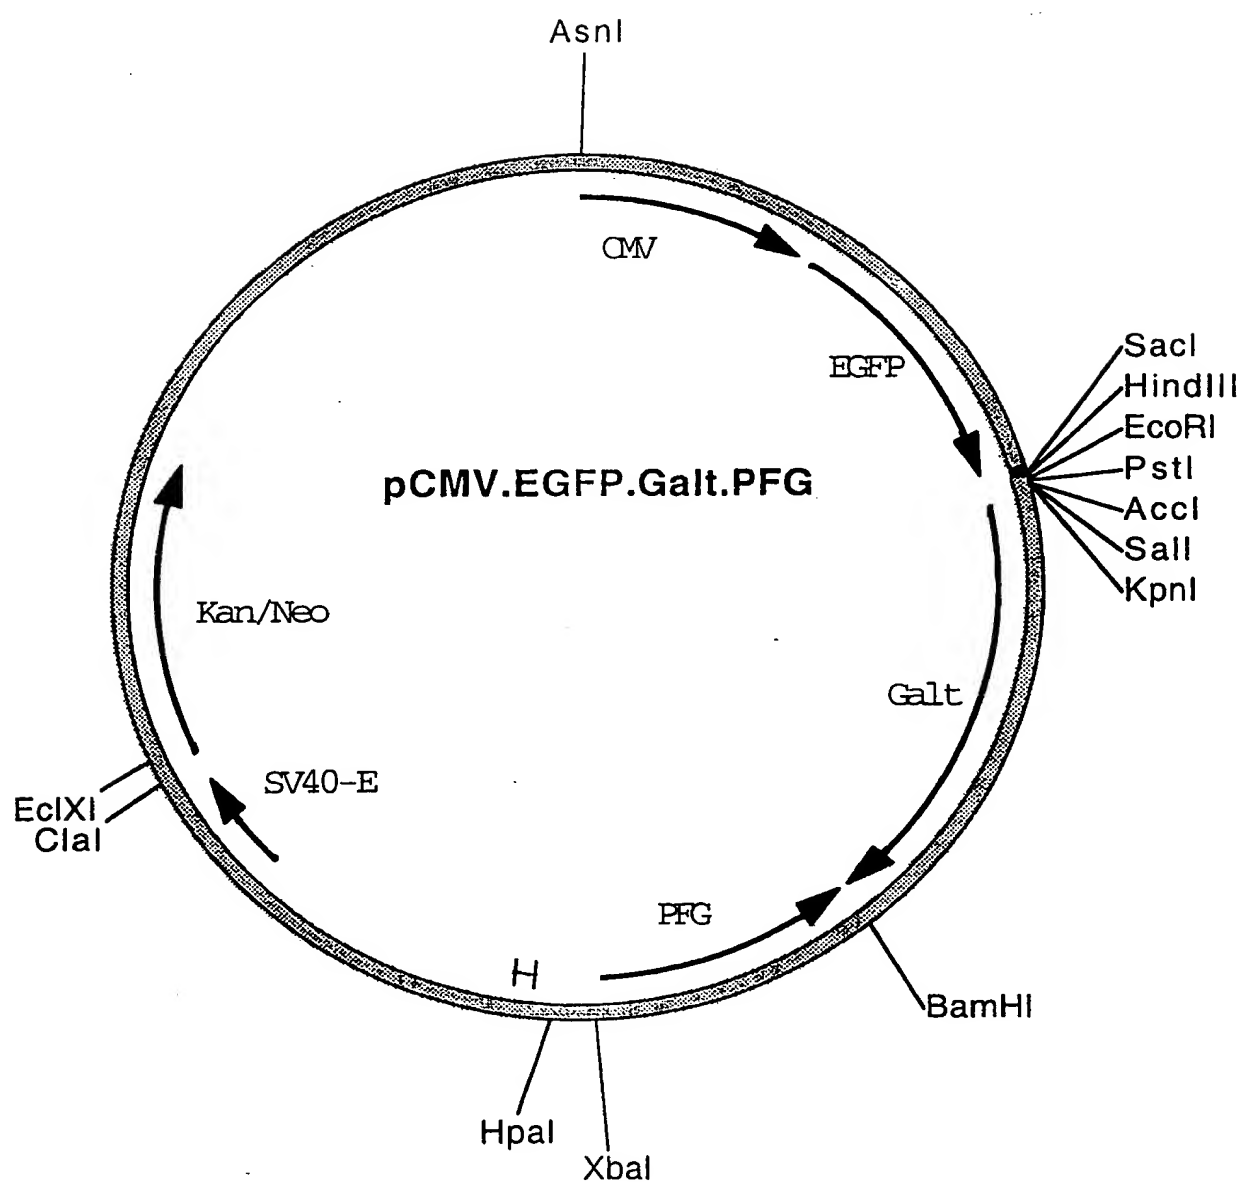 AsnI
CMV
SacI
EGFP
HindIII
EcoRI
PstI
pCMV.EGFP.Galt.PFG
AccI
SalI
KpnI
Kan/Neo
Galt
SV40-E
EclXI
ClaI
PFG
H
BamHI
HpaI
XbaI